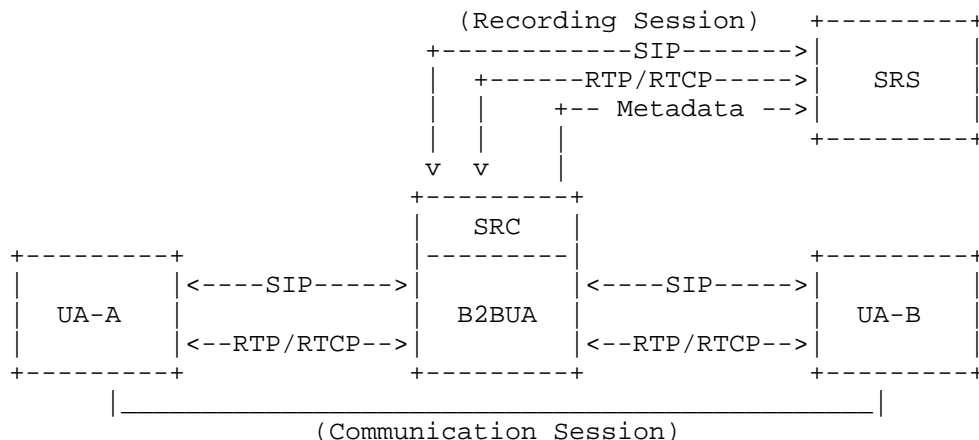 (Recording Session) +---------+
+------------SIP------->| |
| +------RTP/RTCP----->| SRS |
| | +-- Metadata -->| |
| | | +---------+
v v |
+---------+
| SRC |
+---------+ |---------| +---------+
| |<----SIP----->| |<----SIP----->| |
| UA-A | | B2BUA | | UA-B |
| |<--RTP/RTCP-->| |<--RTP/RTCP-->| |
+---------+ +---------+ +---------+
|_______________________________________________|
(Communication Session)